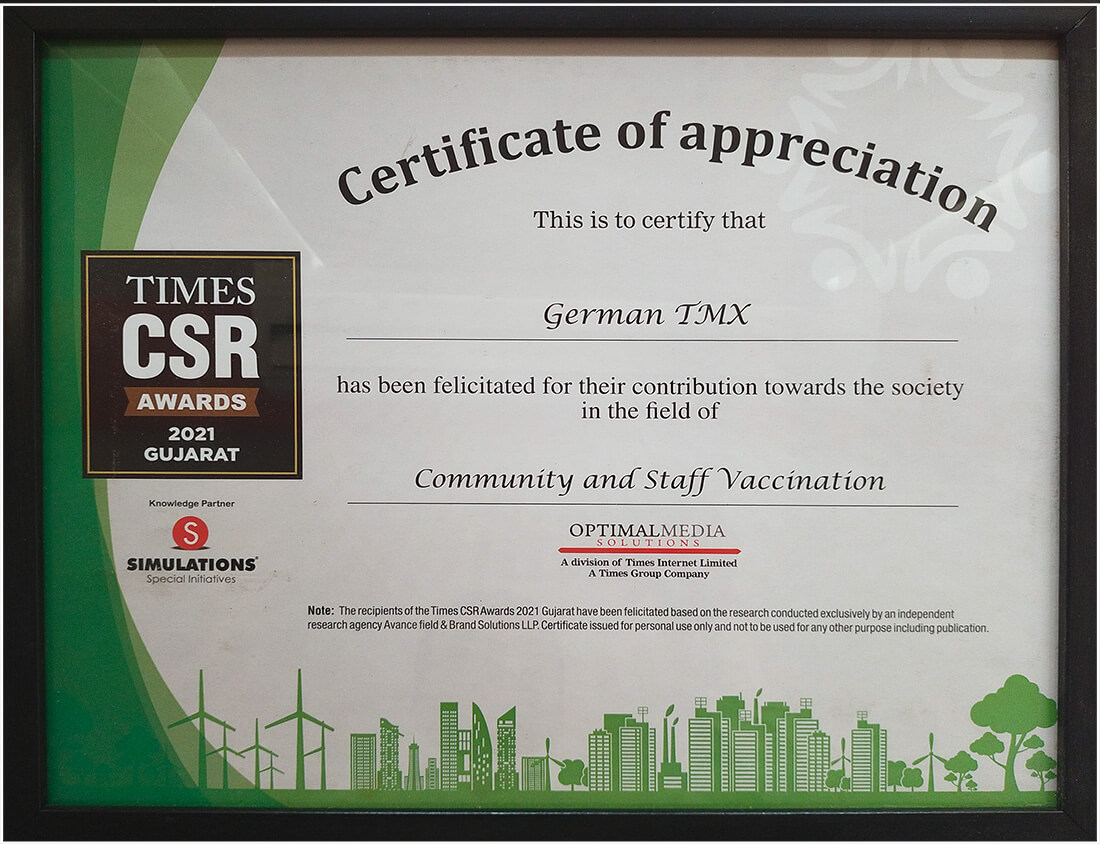 Certificate of appreciation
This is to certify that
German TMX
has been felicitated for their contribution towards the society
in the field of
Community and Staff Vaccination
TIMES
CSR
AWARDS
2021
GUJARAT
Knowledge Partner
S
SIMULATIONS
Special Initiatives
OPTIMALMEDIA
SOLUTIONS
A division of Times Internet Limited
A Times Group Company
Note: The recipients of the Times CSR Awards 2021 Gujarat have been felicitated based on the research conducted exclusively by an independent
research agency Avance field & Brand Solutions LLP. Certificate issued for personal use only and not to be used for any other purpose including publication.